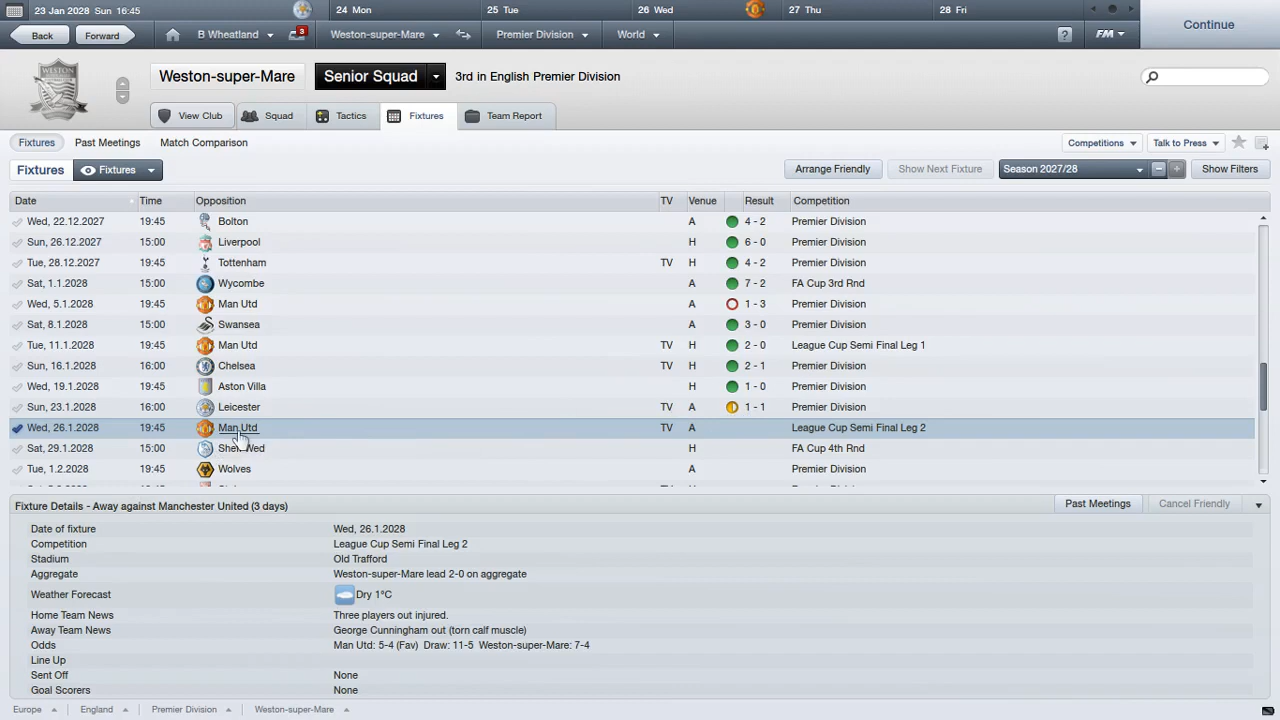 23 Jan 2028 Sun 16:45 24 Mon 25 Tue 26 Wed 27 Thu 28 Fri
Back Forward B Wheatland 3 Weston-super-Mare Premier Division World ? FM Continue
Weston-super-Mare Senior Squad 3rd in English Premier Division
View Club Squad Tactics Fixtures Team Report
Fixtures Past Meetings Match Comparison Competitions Talk to Press
Fixtures Fixtures Arrange Friendly Show Next Fixture Season 2027/28 Show Filters
Date Time Opposition TV Venue Result Competition
Wed, 22.12.2027 19:45 Bolton A 4 - 2 Premier Division
Sun, 26.12.2027 15:00 Liverpool H 6 - 0 Premier Division
Tue, 28.12.2027 19:45 Tottenham TV H 4 - 2 Premier Division
Sat, 1.1.2028 15:00 Wycombe A 7 - 2 FA Cup 3rd Rnd
Wed, 5.1.2028 19:45 Man Utd A 1 - 3 Premier Division
Sat, 8.1.2028 15:00 Swansea A 3 - 0 Premier Division
Tue, 11.1.2028 19:45 Man Utd TV H 2 - 0 League Cup Semi Final Leg 1
Sun, 16.1.2028 16:00 Chelsea TV H 2 - 1 Premier Division
Wed, 19.1.2028 19:45 Aston Villa H 1 - 0 Premier Division
Sun, 23.1.2028 16:00 Leicester TV A 1 - 1 Premier Division
Wed, 26.1.2028 19:45 Man Utd TV A League Cup Semi Final Leg 2
Sat, 29.1.2028 15:00 Sheff Wed H FA Cup 4th Rnd
Tue, 1.2.2028 19:45 Wolves A Premier Division
Fixture Details - Away against Manchester United (3 days) Past Meetings Cancel Friendly
Date of fixture Wed, 26.1.2028
Competition League Cup Semi Final Leg 2
Stadium Old Trafford
Aggregate Weston-super-Mare lead 2-0 on aggregate
Weather Forecast Dry 1°C
Home Team News Three players out injured.
Away Team News George Cunningham out (torn calf muscle)
Odds Man Utd: 5-4 (Fav) Draw: 11-5 Weston-super-Mare: 7-4
Line Up
Sent Off None
Goal Scorers None
Europe England Premier Division Weston-super-Mare